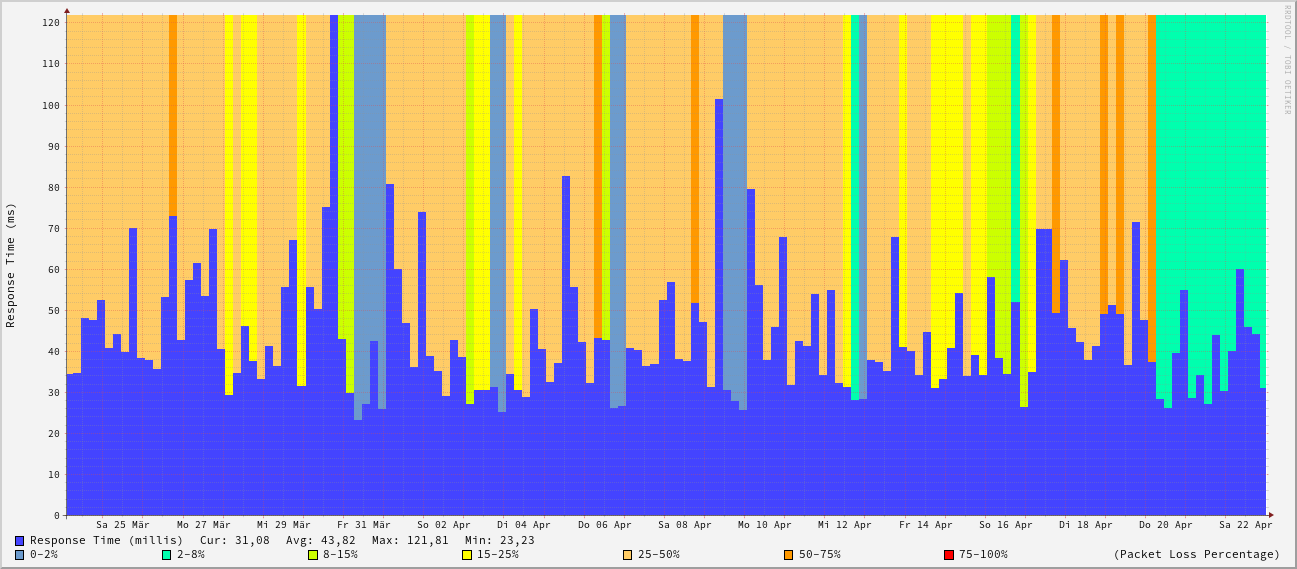 RRDTOOL / TOBI OETIKER
Response Time (ms)
120
110
100
90
80
70
60
50
40
30
20
10
0
Sa 25 Mär Mo 27 Mär Mi 29 Mär Fr 31 Mär So 02 Apr Di 04 Apr Do 06 Apr Sa 08 Apr Mo 10 Apr Mi 12 Apr Fr 14 Apr So 16 Apr Di 18 Apr Do 20 Apr Sa 22 Apr
Response Time (millis) Cur: 31,08 Avg: 43,82 Max: 121,81 Min: 23,23
0-2% 2-8% 8-15% 15-25% 25-50% 50-75% 75-100% (Packet Loss Percentage)